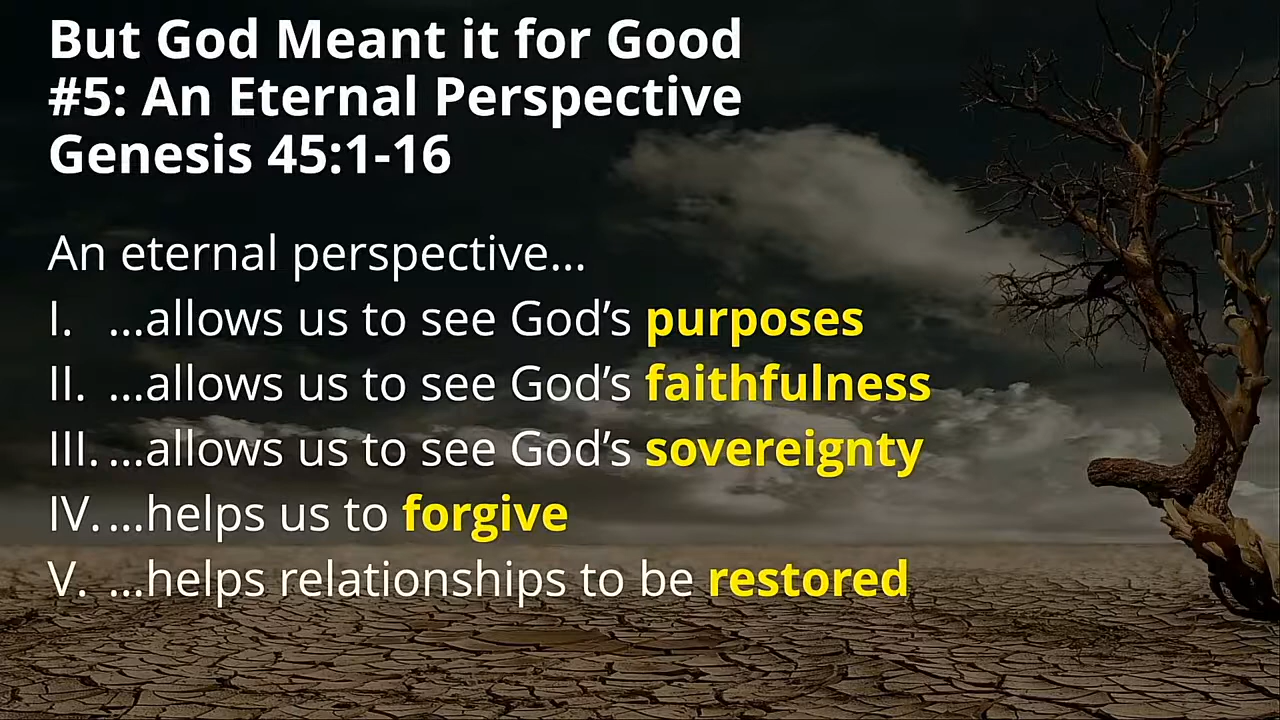 But God Meant it for Good
#5: An Eternal Perspective
Genesis 45:1-16
An eternal perspective...
I. ...allows us to see God’s purposes
II. ...allows us to see God’s faithfulness
III. ...allows us to see God’s sovereignty
IV. ...helps us to forgive
V. ...helps relationships to be restored